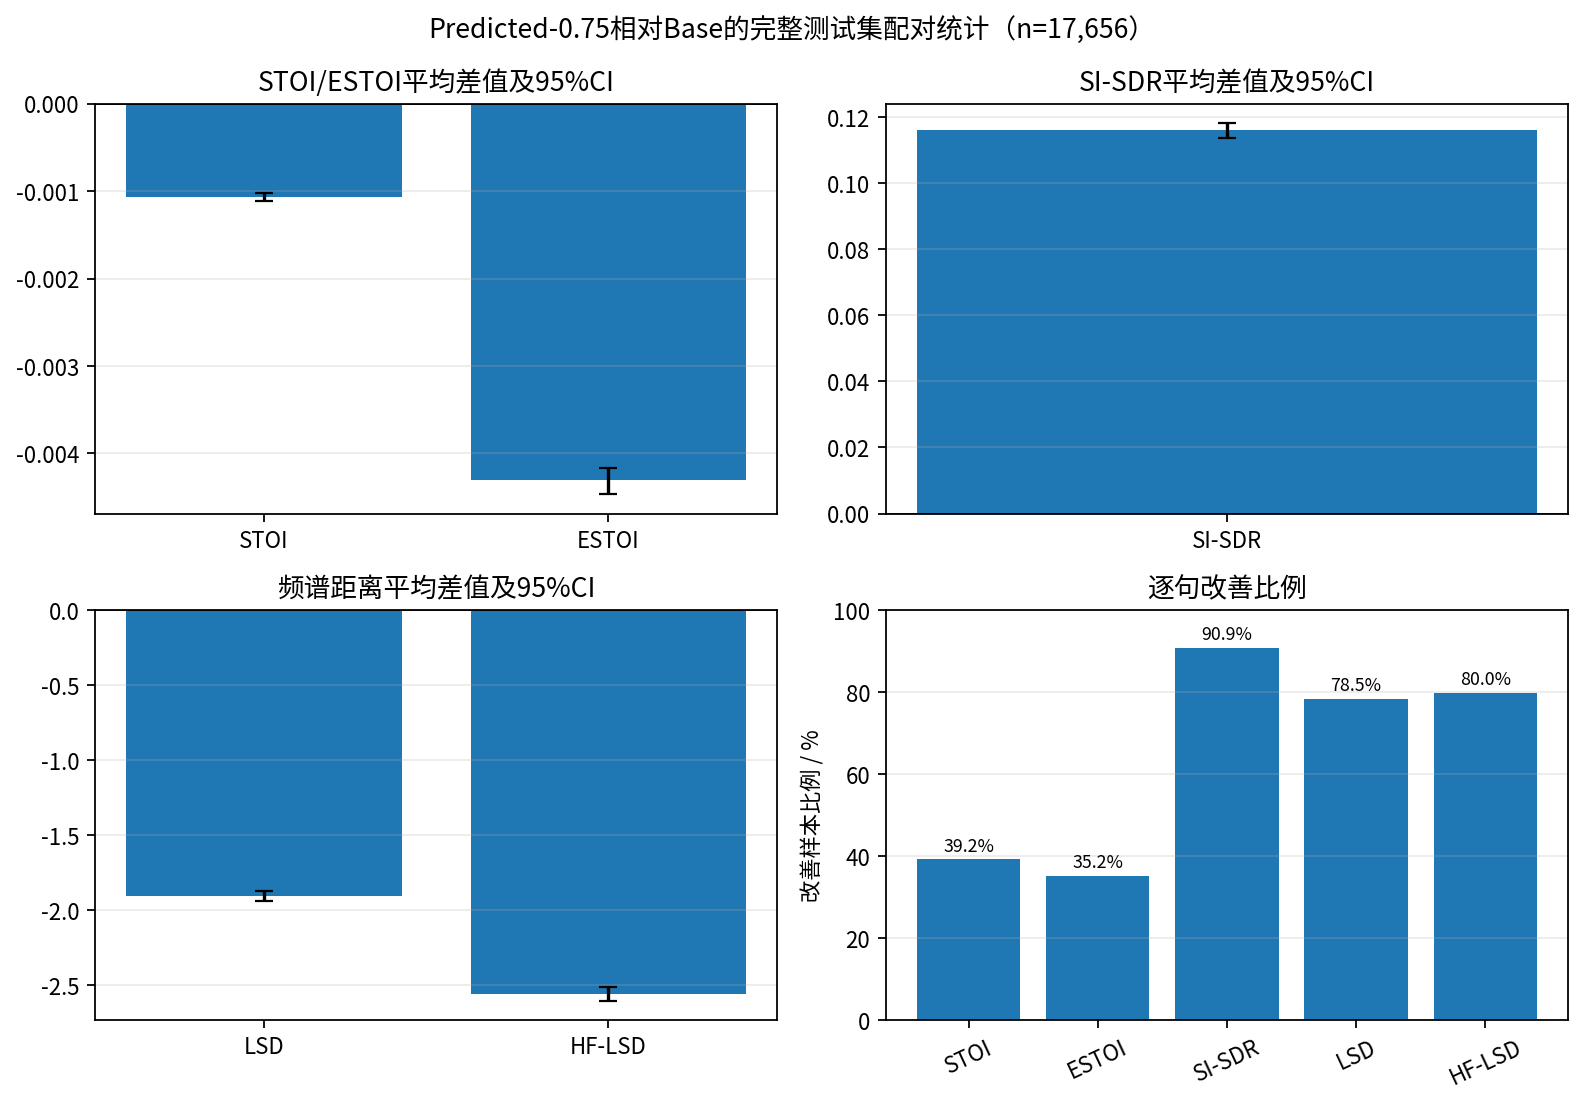 Predicted-0.75相对Base的完整测试集配对统计（n=17,656）
STOI/ESTOI平均差值及95%CI
0.000
-0.001
-0.002
-0.003
-0.004
STOI
ESTOI
SI-SDR平均差值及95%CI
0.12
0.10
0.08
0.06
0.04
0.02
0.00
SI-SDR
频谱距离平均差值及95%CI
0.0
-0.5
-1.0
-1.5
-2.0
-2.5
LSD
HF-LSD
逐句改善比例
改善样本比例 / %
100
80
60
40
20
0
39.2%
35.2%
90.9%
78.5%
80.0%
STOI
ESTOI
SI-SDR
LSD
HF-LSD